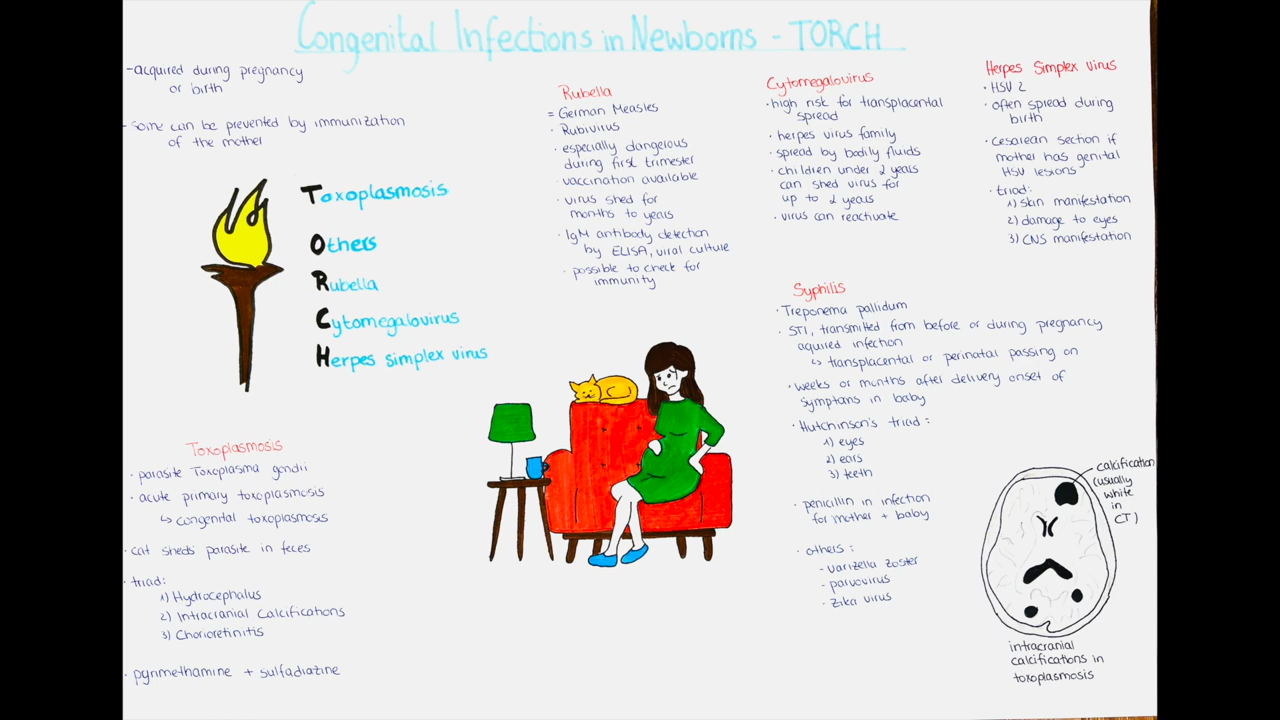 Congenital Infections in Newborns - TORCH
-acquired during pregnancy
or birth
- some can be prevented by immunization
of the mother
Toxoplasmosis
Others
Rubella
Cytomegalovirus
Herpes simplex virus
Toxoplasmosis
· parasite Toxoplasma gondii
· acute primary toxoplasmosis
↳ congenital toxoplasmosis
· cat sheds parasite in feces
· triad:
1) Hydrocephalus
2) Intracranial Calcifications
3) Chorioretinitis
· pyrimethamine + sulfadiazine
Rubella
= German Measles
· Rubivirus
· especially dangerous
during first trimester
· vaccination available
· virus shed for
months to years
· IgM antibody detection
by ELISA, viral culture
· possible to check for
immunity
Cytomegalovirus
· high risk for transplacental
spread
· herpes virus family
· spread by bodily fluids
· children under 2 years
can shed virus for
up to 2 years
· virus can reactivate
Herpes Simplex virus
· HSV 2
· often spread during
birth
· cesarean section if
mother has genital
HSV lesions
· triad:
1) skin manifestation
2) damage to eyes
3) CNS manifestation
Syphilis
· Treponema pallidum
· STI, transmitted from before or during pregnancy
aquired infection
↳ transplacental or perinatal passing on
· weeks or months after delivery onset of
symptoms in baby
· Hutchinson's triad:
1) eyes
2) ears
3) teeth
· penicillin in infection
for mother + baby
· others:
- varizella zoster
- parvovirus
- Zika virus
calcification
(usually
white
in
CT)
intracranial
calcifications in
toxoplasmosis